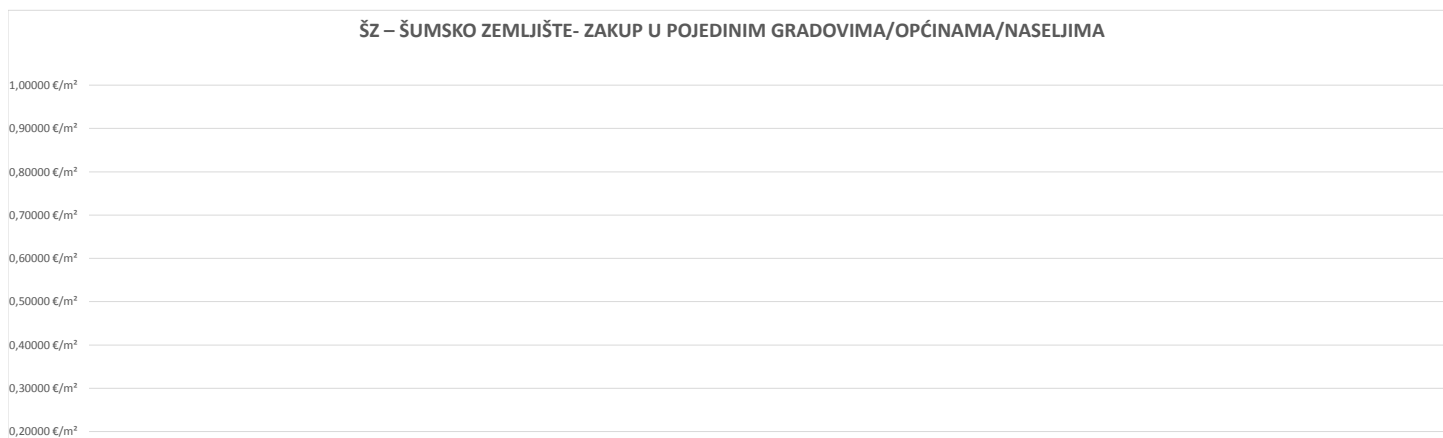 ŠZ – ŠUMSKO ZEMLJIŠTE- ZAKUP U POJEDINIM GRADOVIMA/OPĆINAMA/NASELJIMA
1,00000 €/m²
0,90000 €/m²
0,80000 €/m²
0,70000 €/m²
0,60000 €/m²
0,50000 €/m²
0,40000 €/m²
0,30000 €/m²
0,20000 €/m²